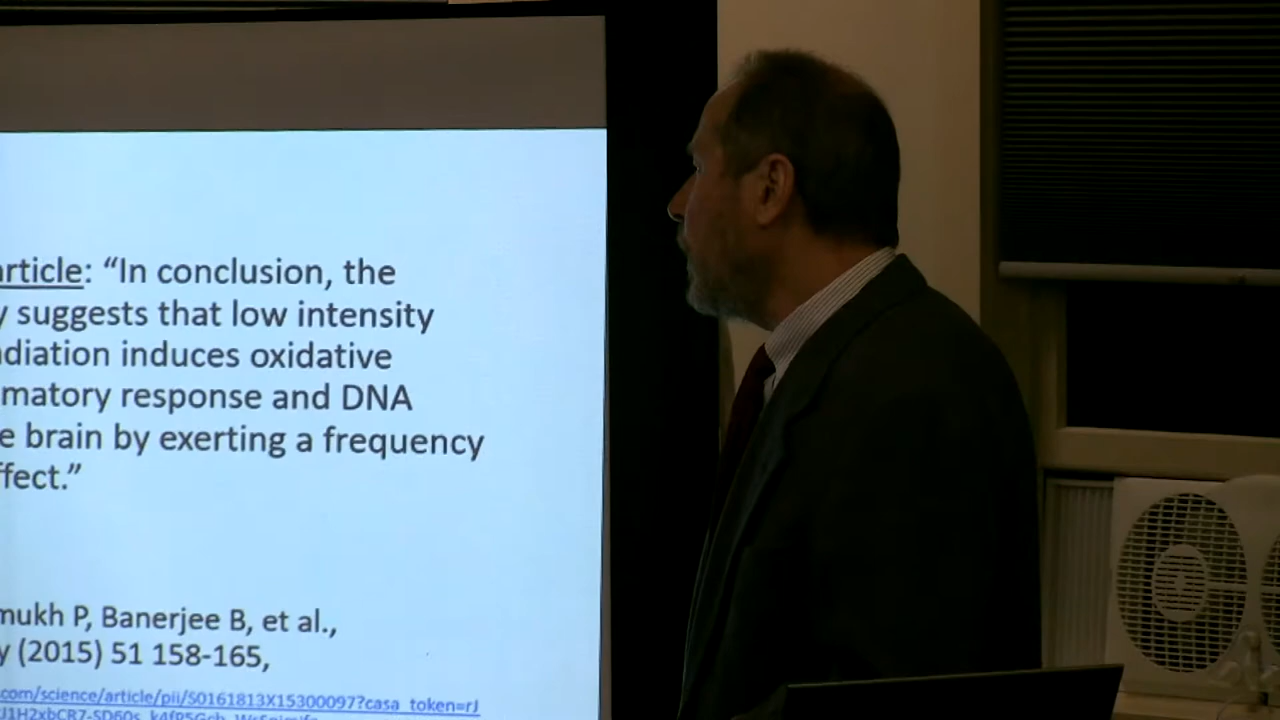 article: “In conclusion, the
y suggests that low intensity
diation induces oxidative
matory response and DNA
e brain by exerting a frequency
ffect.”
mukh P, Banerjee B, et al.,
y (2015) 51 158-165,
.com/science/article/pii/S0161813X15300097?casa_token=rJ